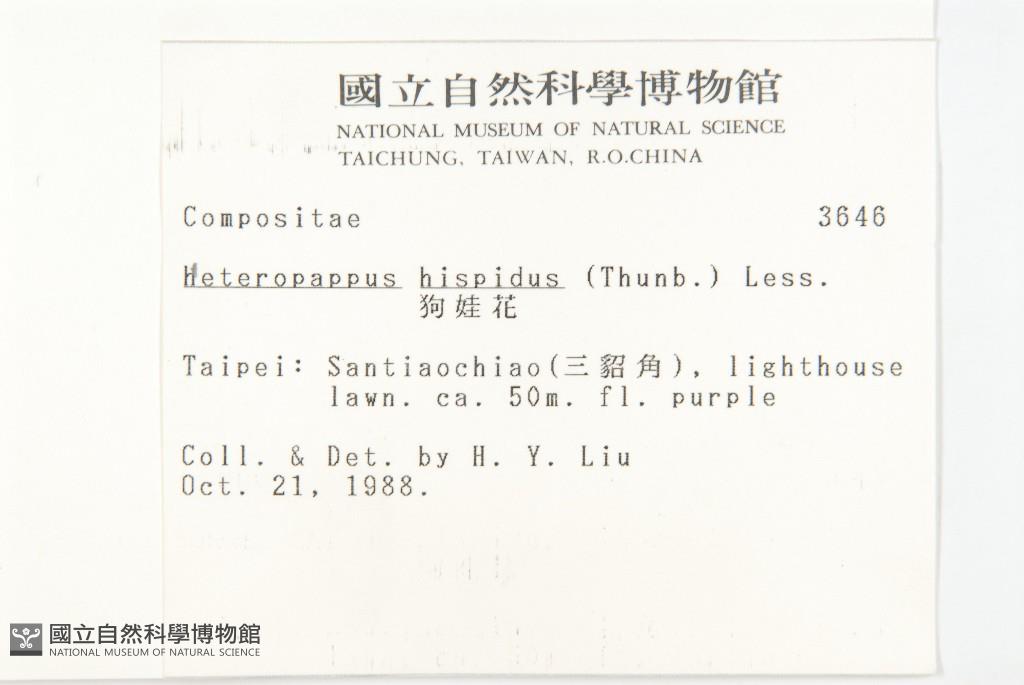 國立自然科學博物館
NATIONAL MUSEUM OF NATURAL SCIENCE
TAICHUNG, TAIWAN, R.O.CHINA
Compositae 3646
Heteropappus hispidus (Thunb.) Less.
狗娃花
Taipei: Santiaochiao(三貂角), lighthouse
lawn. ca. 50m. fl. purple
Coll. & Det. by H. Y. Liu
Oct. 21, 1988.
國立自然科學博物館
NATIONAL MUSEUM OF NATURAL SCIENCE